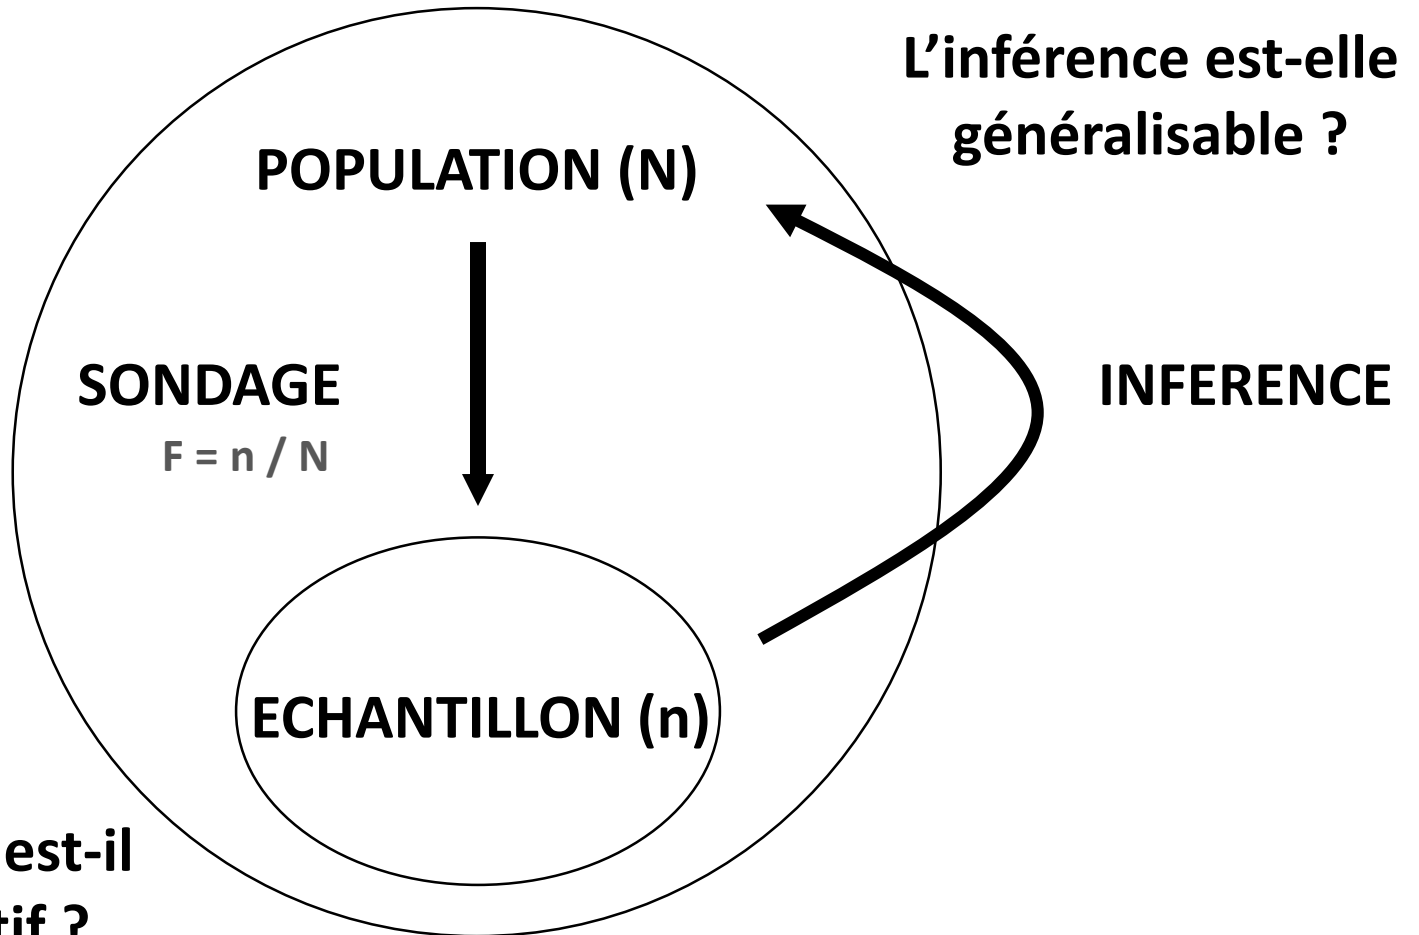 L’inférence est-elle
généralisable ?
POPULATION (N)
SONDAGE
INFERENCE
F = n / N
ECHANTILLON (n)
est-il
?